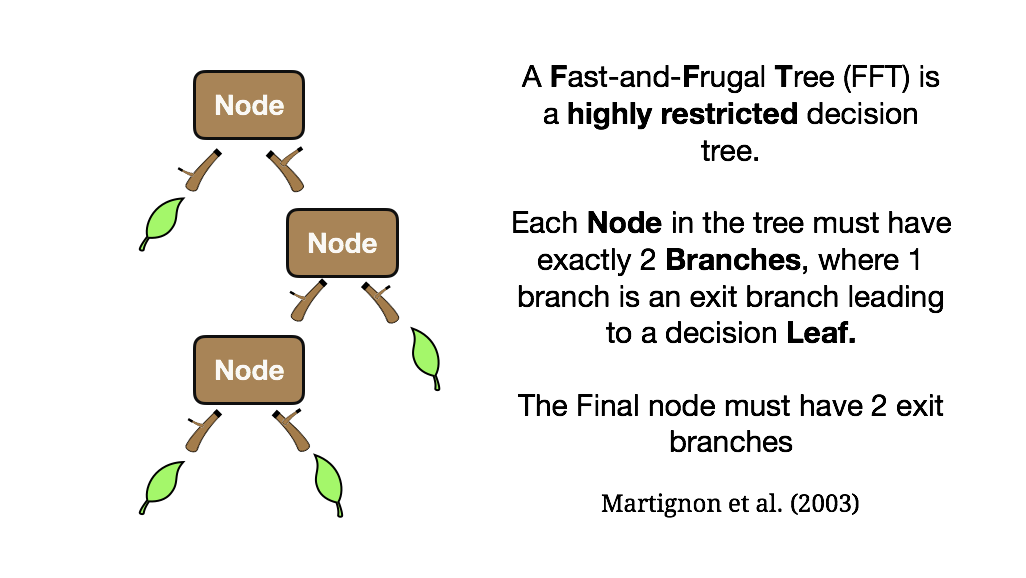 Node
Node
Node
A Fast-and-Frugal Tree (FFT) is
a highly restricted decision
tree.
Each Node in the tree must have
exactly 2 Branches, where 1
branch is an exit branch leading
to a decision Leaf.
The Final node must have 2 exit
branches
Martignon et al. (2003)